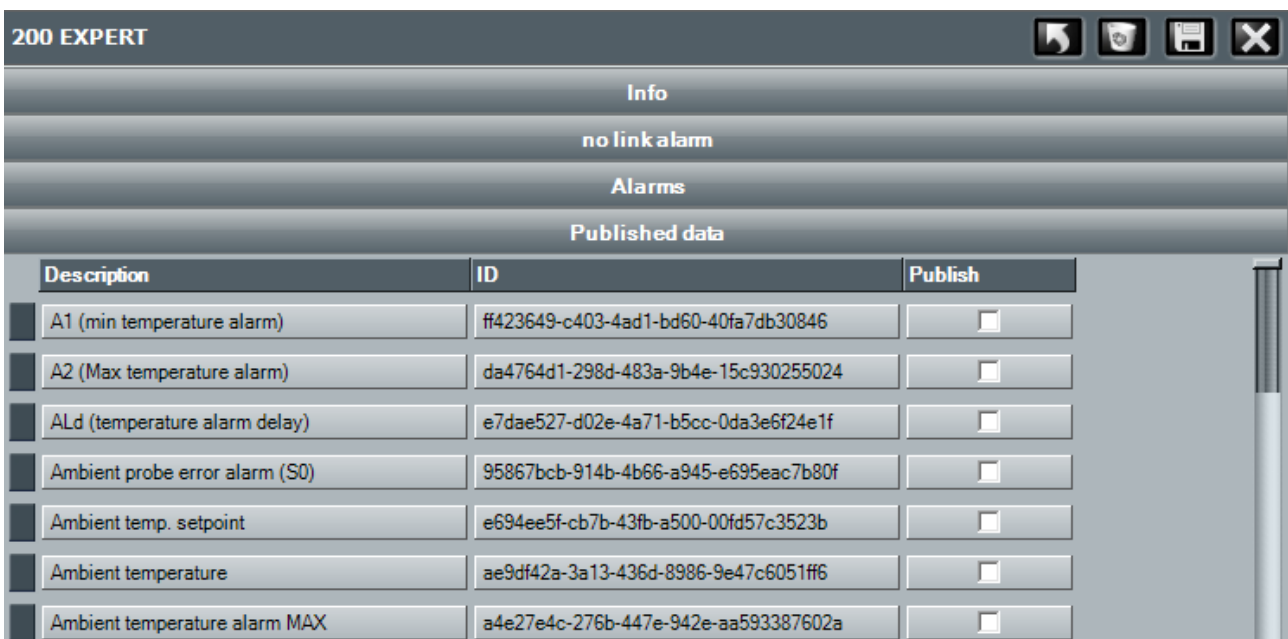 200 EXPERT
Info
no link alarm
Alarms
Published data
Description ID Publish
A1 (min temperature alarm) ff423649-c403-4ad1-bd60-40fa7db30846
A2 (Max temperature alarm) da4764d1-298d-483a-9b4e-15c930255024
ALd (temperature alarm delay) e7dae527-d02e-4a71-b5cc-0da3e6f24e1f
Ambient probe error alarm (S0) 95867bcb-914b-4b66-a945-e695eac7b80f
Ambient temp. setpoint e694ee5f-cb7b-43fb-a500-00fd57c3523b
Ambient temperature ae9df42a-3a13-436d-8986-9e47c6051ff6
Ambient temperature alarm MAX a4e27e4c-276b-447e-942e-aa593387602a